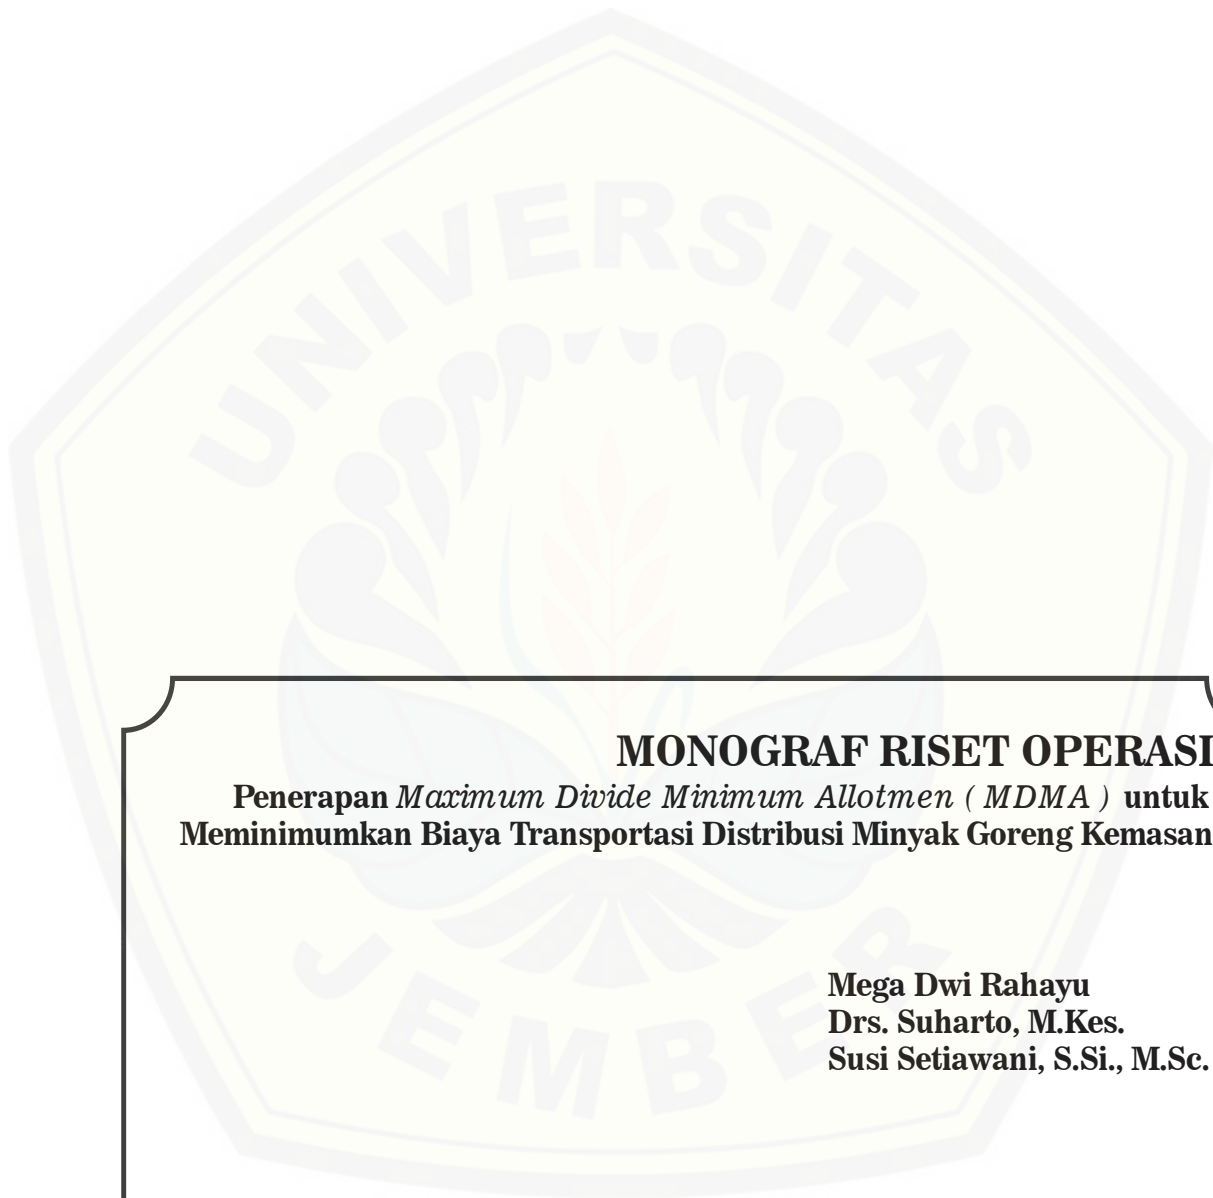 UNIVERSITAS
MONOGRAF RISET OPERASI
Penerapan Maximum Divide Minimum Allotmen ( MDMA ) untuk
Meminimumkan Biaya Transportasi Distribusi Minyak Goreng Kemasan
Mega Dwi Rahayu
Drs. Suharto, M.Kes.
Susi Setiawani, S.Si., M.Sc.
JEMBER